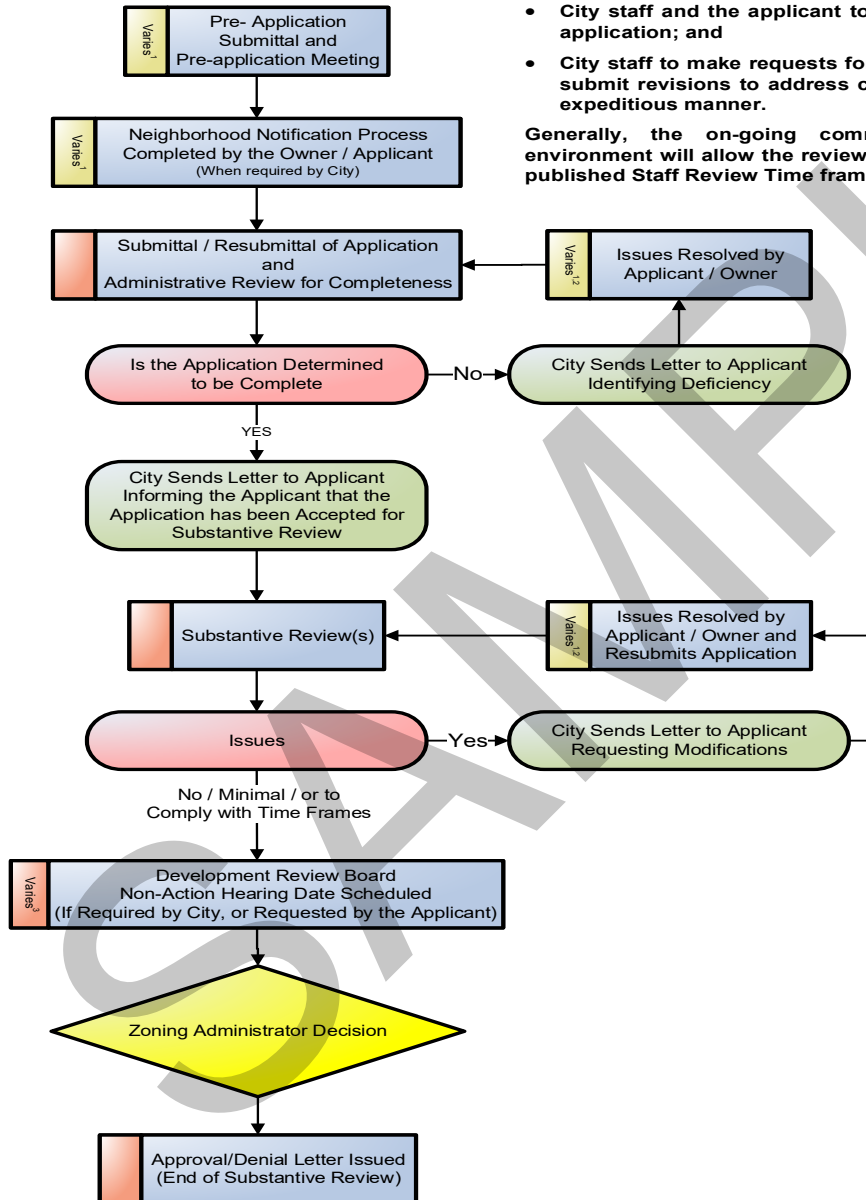 Pre- Application
Submittal and
Pre-application Meeting
Varies1
• City staff and the applicant to
application; and
• City staff to make requests fo
submit revisions to address
expeditious manner.
Generally, the on-going comm
environment will allow the review
published Staff Review Time fram
Neighborhood Notification Process
Completed by the Owner / Applicant
(When required by City)
Varies1
Submittal / Resubmittal of Application
and
Administrative Review for Completeness
Varies1,2
Issues Resolved by
Applicant / Owner
Is the Application Determined
to be Complete
No
City Sends Letter to Applicant
Identifying Deficiency
YES
City Sends Letter to Applicant
Informing the Applicant that the
Application has been Accepted for
Substantive Review
Substantive Review(s)
Varies1,2
Issues Resolved by
Applicant / Owner and
Resubmits Application
Issues
Yes
City Sends Letter to Applicant
Requesting Modifications
No / Minimal / or to
Comply with Time Frames
Varies3
Development Review Board
Non-Action Hearing Date Scheduled
(If Required by City, or Requested by the Applicant)
Zoning Administrator Decision
Approval/Denial Letter Issued
(End of Substantive Review)
SAMP